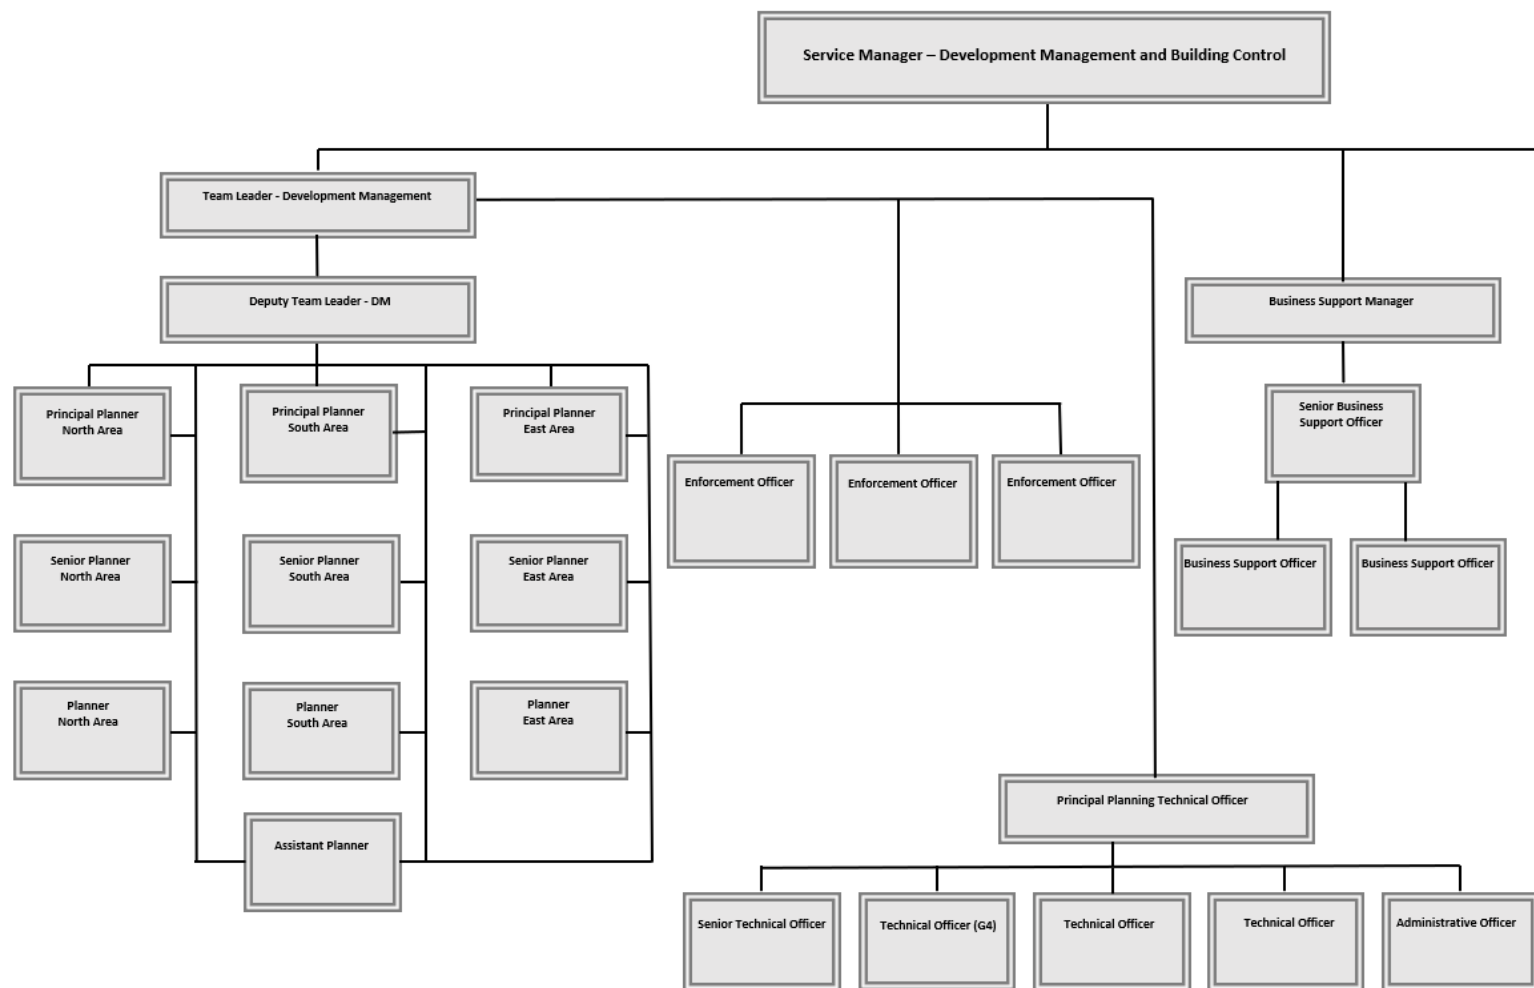 Service Manager – Development Management and Building Control
Team Leader - Development Management
Deputy Team Leader - DM
Business Support Manager
Principal Planner
North Area
Principal Planner
South Area
Principal Planner
East Area
Senior Business
Support Officer
Enforcement Officer
Enforcement Officer
Enforcement Officer
Senior Planner
North Area
Senior Planner
South Area
Senior Planner
East Area
Business Support Officer
Business Support Officer
Planner
North Area
Planner
South Area
Planner
East Area
Principal Planning Technical Officer
Assistant Planner
Senior Technical Officer
Technical Officer (G4)
Technical Officer
Technical Officer
Administrative Officer